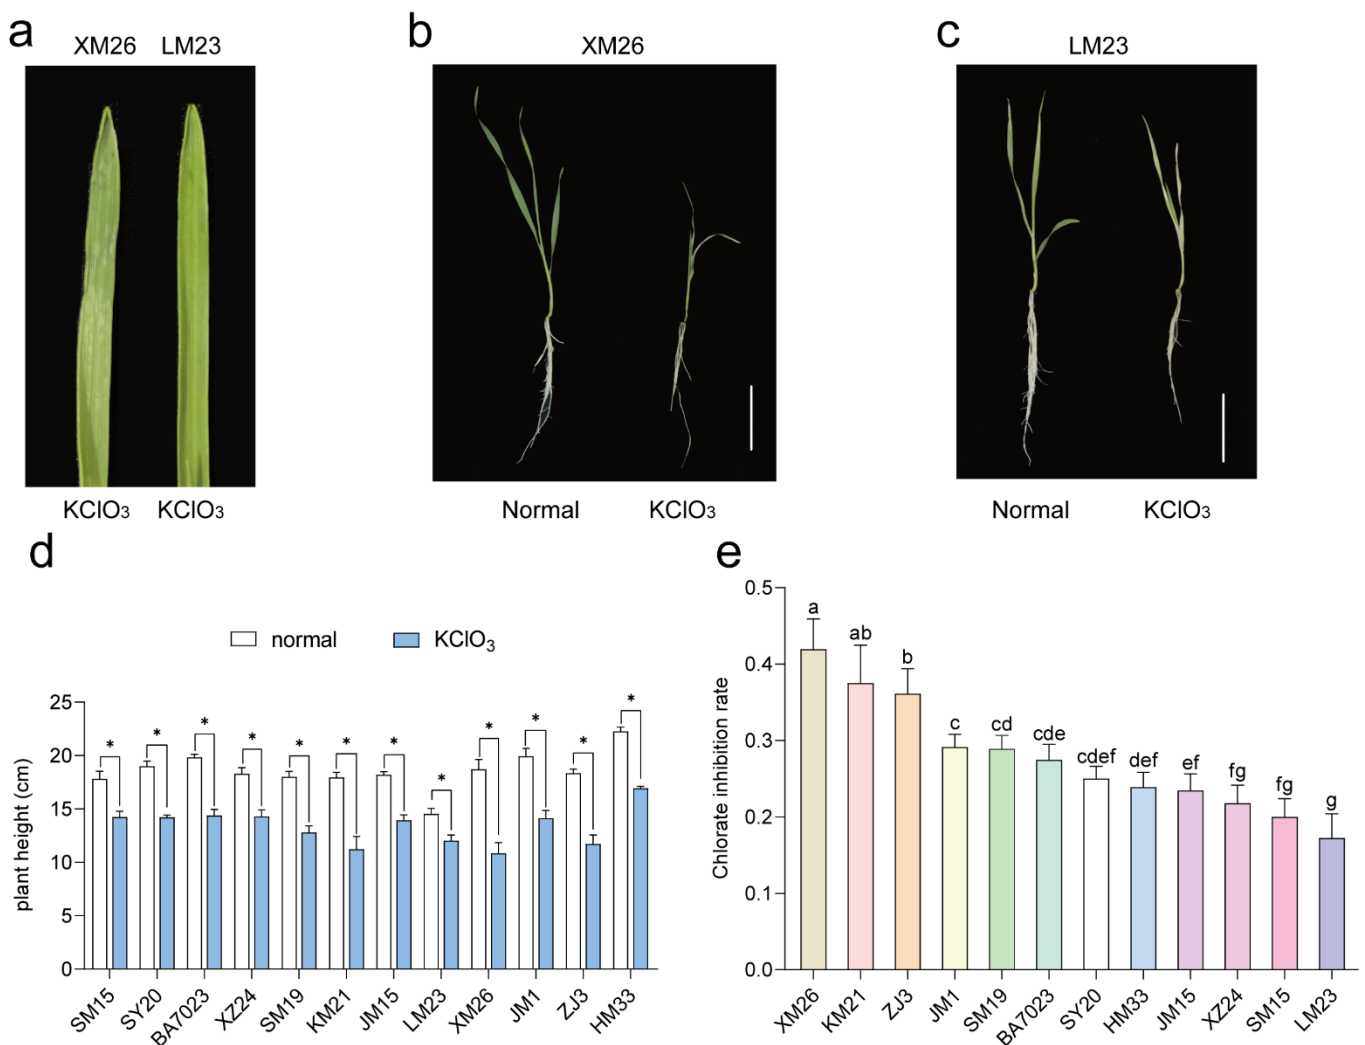 a
XM26 LM23
KClO₃ KClO₃
b
XM26
Normal KClO₃
c
LM23
Normal KClO₃
d
normal KClO₃
plant height (cm)
25
20
15
10
5
0
* * * * * * * * * * * *
SM15 SY20 BA7023 XZ24 SM19 KM21 JM15 LM23 XM26 JM1 ZJ3 HM33
e
Chlorate inhibition rate
0.5
0.4
0.3
0.2
0.1
0.0
a ab b c cd cde cdef def ef fg fg g
XM26 KM21 ZJ3 JM1 SM19 BA7023 SY20 HM33 JM15 XZ24 SM15 LM23